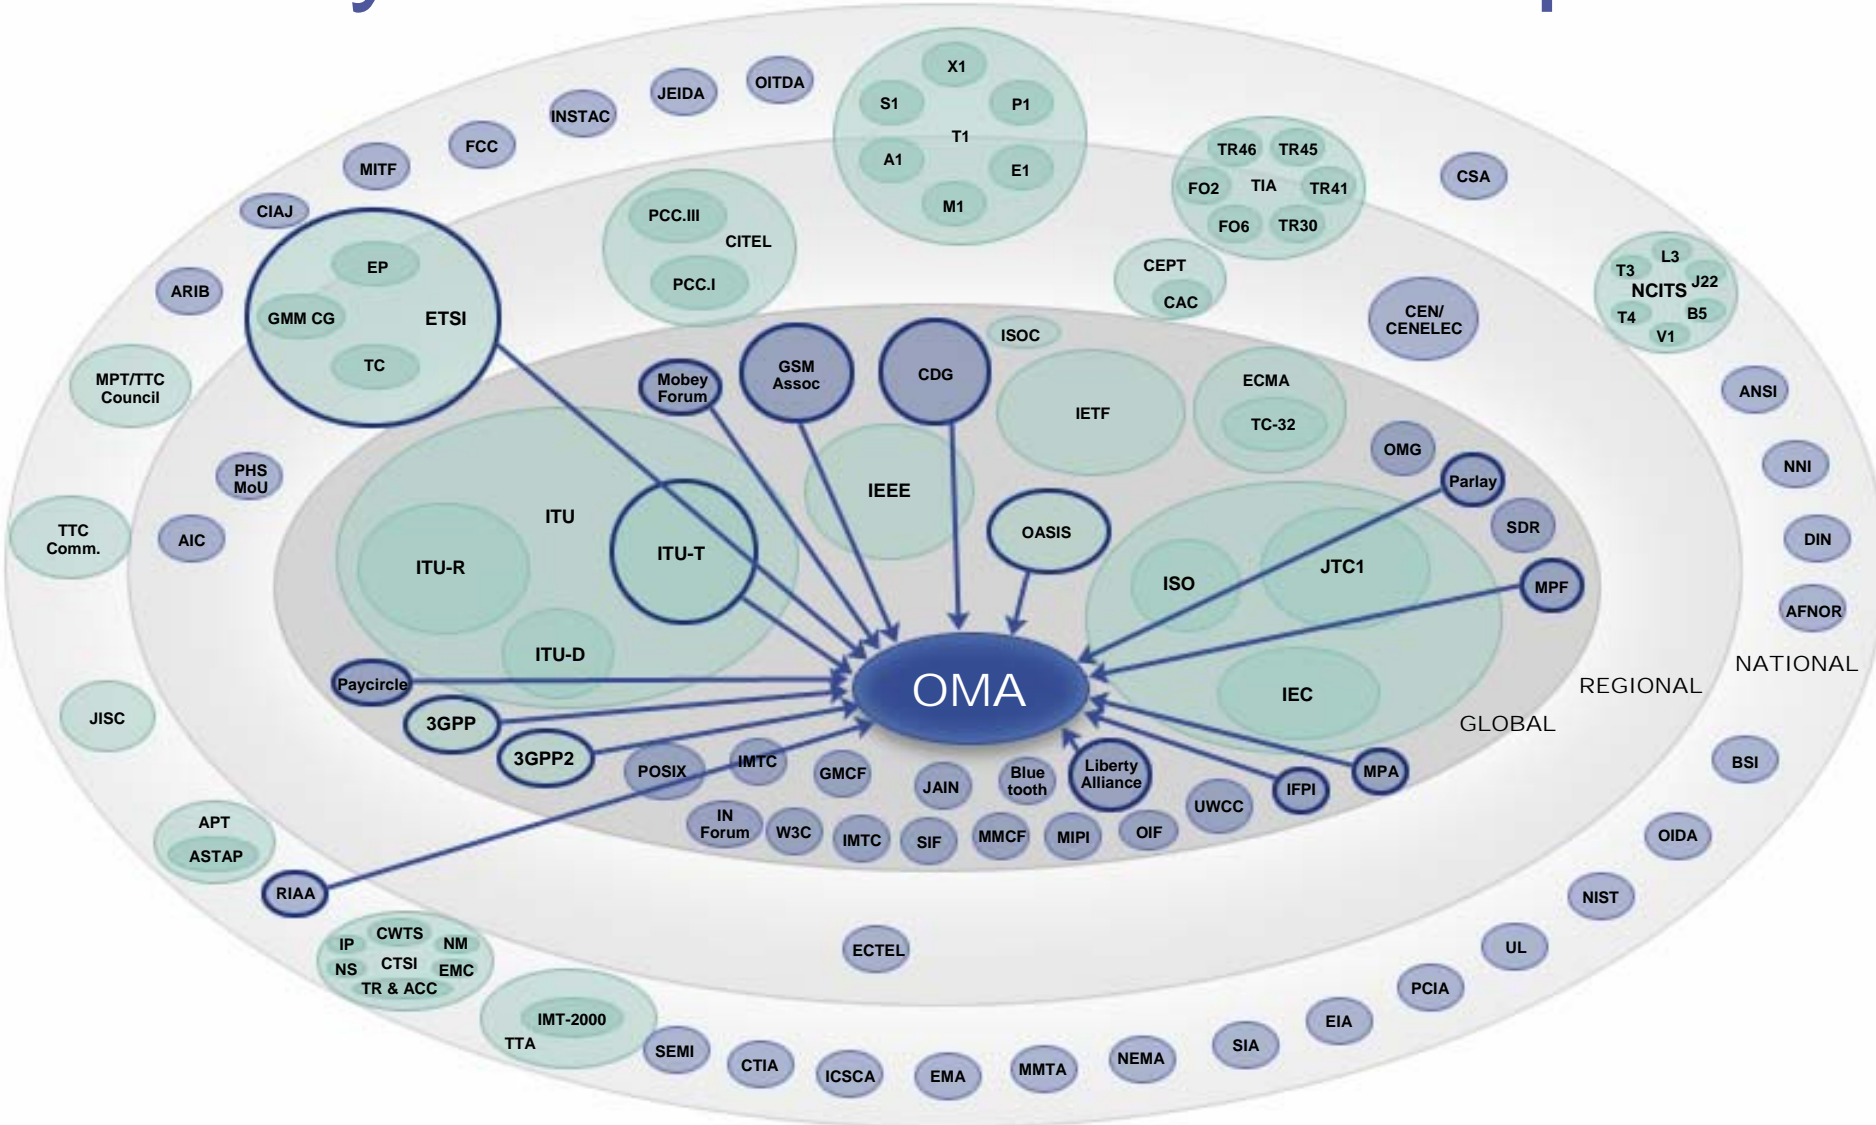 X1
OITDA
JEIDA
S1
P1
INSTAC
T1
FCC
TR46
TR45
MITF
A1
E1
CSA
FO2
TIA
TR41
M1
CIAJ
PCC.III
CITEL
FO6
TR30
L3
T3
J22
NCITS
T4
B5
V1
EP
CEPT
CAC
PCC.I
ARIB
GMM CG
ETSI
TC
CEN/
CENELEC
ISOC
MPT/TTC
Council
Mobey
Forum
GSM
Assoc
CDG
IETF
ECMA
TC-32
ANSI
OMG
PHS
MoU
Parlay
NNI
IEEE
ITU
SDR
TTC
Comm.
AIC
OASIS
DIN
ITU-R
ITU-T
ISO
JTC1
MPF
AFNOR
ITU-D
NATIONAL
Paycircle
OMA
IEC
REGIONAL
JISC
3GPP
GLOBAL
3GPP2
POSIX
IMTC
GMCF
JAIN
Blue
tooth
Liberty
Alliance
IFPI
MPA
BSI
UWCC
IN
Forum
W3C
IMTC
SIF
MMCF
MIPI
OIF
OIDA
APT
ASTAP
RIAA
NIST
IP
CWTS
NM
NS
CTSI
EMC
TR & ACC
ECTEL
UL
PCIA
IMT-2000
TTA
EIA
SEMI
CTIA
ICSCA
EMA
MMTA
NEMA
SIA